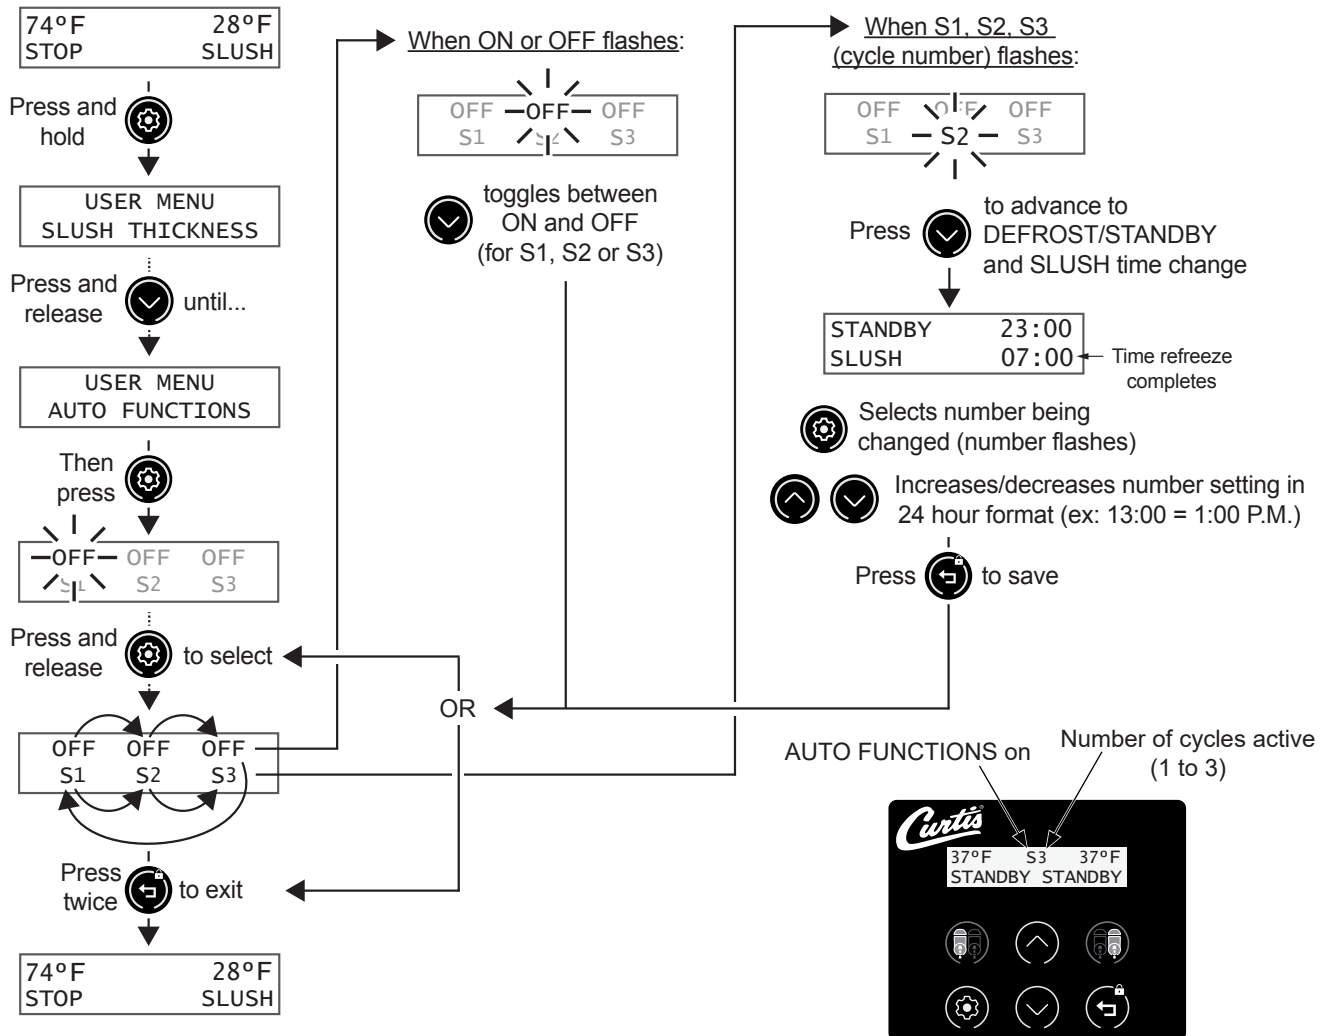 74°F 28°F
STOP SLUSH
Press and
hold
USER MENU
SLUSH THICKNESS
Press and
release
until...
USER MENU
AUTO FUNCTIONS
Then
press
OFF OFF OFF
S1 S2 S3
Press and
release
to select
OFF OFF OFF
S1 S2 S3
Press
twice
to exit
74°F 28°F
STOP SLUSH
When ON or OFF flashes:
OFF OFF OFF
S1 S2 S3
toggles between
ON and OFF
(for S1, S2 or S3)
OR
When S1, S2, S3
(cycle number) flashes:
OFF OFF OFF
S1 S2 S3
Press
to advance to
DEFROST/STANDBY
and SLUSH time change
STANDBY 23:00
SLUSH 07:00
Time refreeze
completes
Selects number being
changed (number flashes)
Increases/decreases number setting in
24 hour format (ex: 13:00 = 1:00 P.M.)
Press
to save
AUTO FUNCTIONS on
Number of cycles active
(1 to 3)
Curtis®
37°F S3 37°F
STANDBY STANDBY